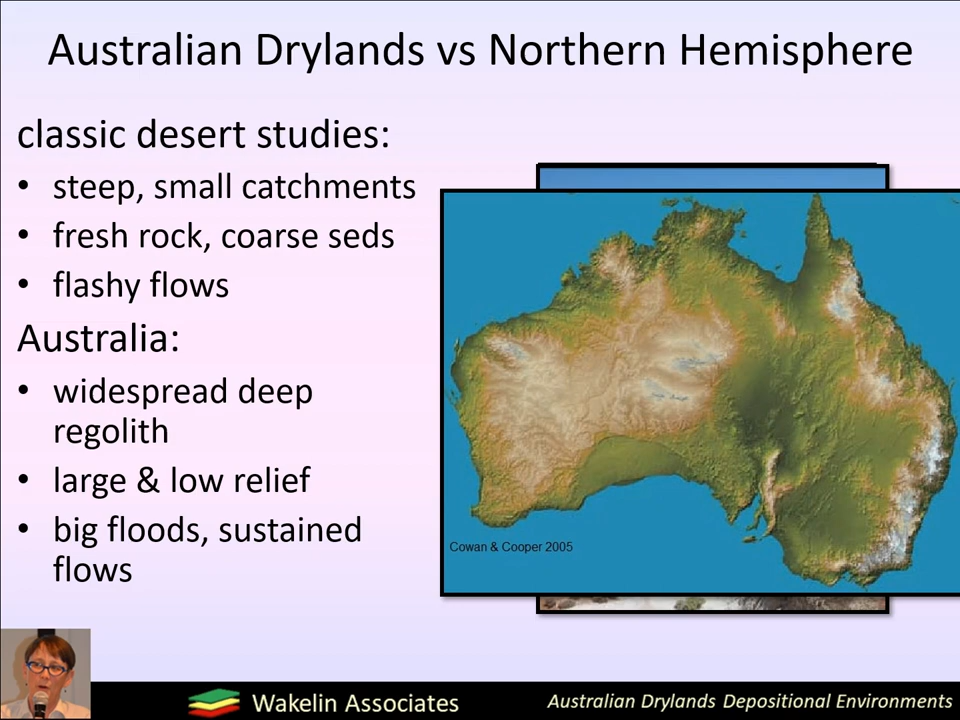 Australian Drylands vs Northern Hemisphere
classic desert studies:
• steep, small catchments
• fresh rock, coarse seds
• flashy flows
Australia:
• widespread deep
regolith
• large & low relief
• big floods, sustained
flows
Cowan & Cooper 2005
Wakelin Associates
Australian Drylands Depositional Environments